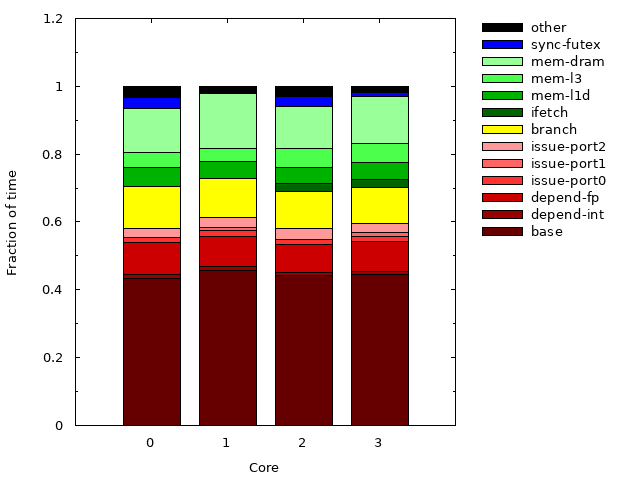 1.2
1
0.8
0.6
0.4
0.2
0
Fraction of time
0 1 2 3
Core
other
sync-futex
mem-dram
mem-l3
mem-l1d
ifetch
branch
issue-port2
issue-port1
issue-port0
depend-fp
depend-int
base